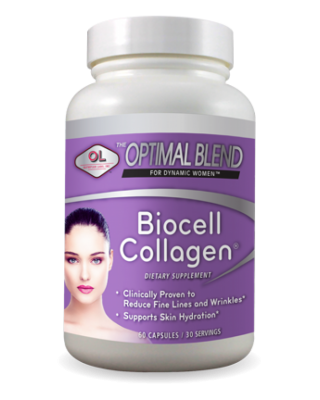 OL
THE OPTIMAL BLEND
FOR DYNAMIC WOMEN™
Biocell
Collagen®
DIETARY SUPPLEMENT
• Clinically Proven to
Reduce Fine Lines and Wrinkles*
• Supports Skin Hydration*
60 CAPSULES / 30 SERVINGS